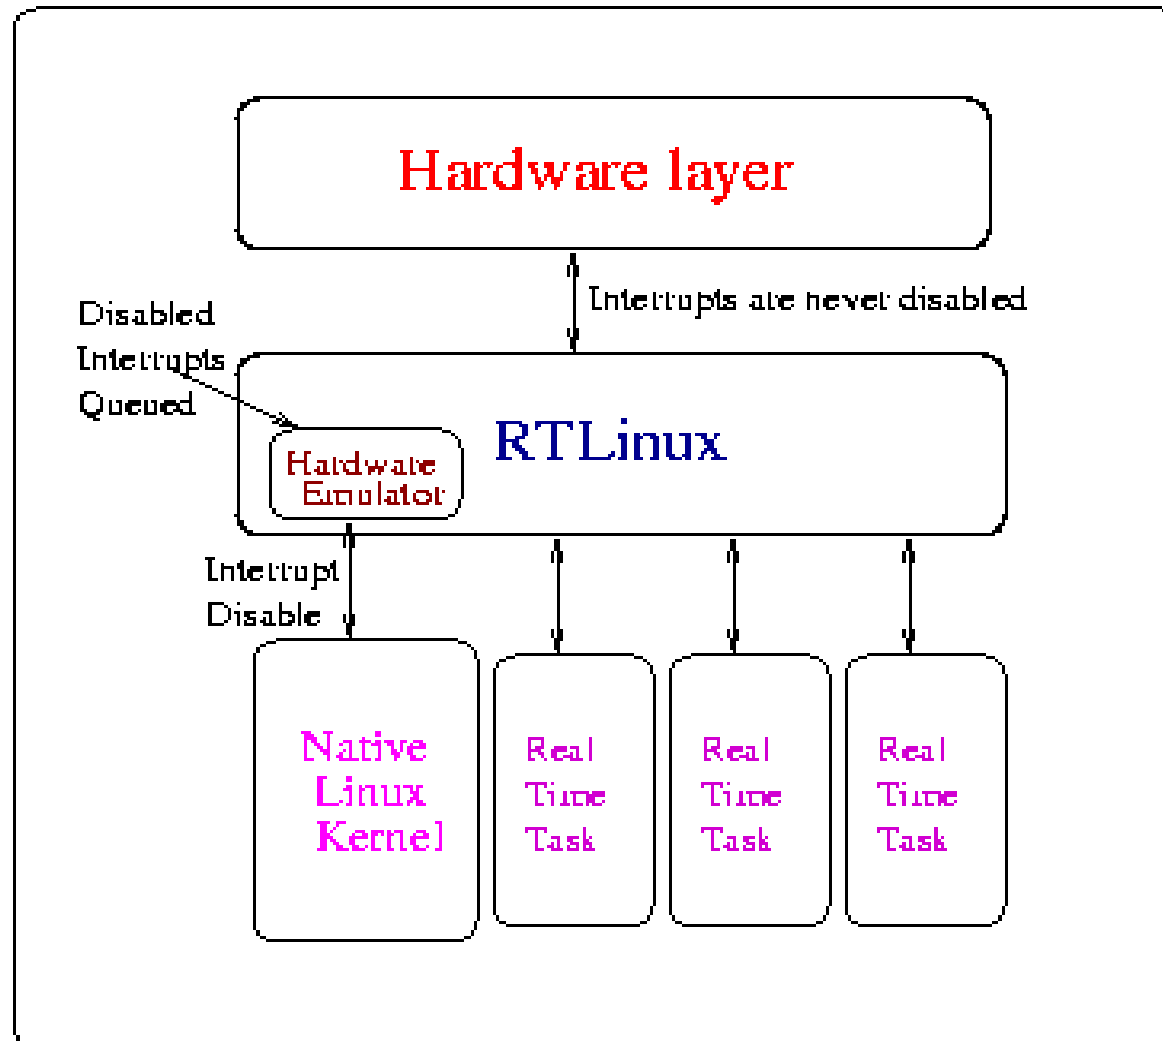 Hardware layer
Interrupts are never disabled
Disabled
Interrupts
Queued
RTLinux
Hardware
Emulator
Interrupt
Disable
Native
Linux
Kernel
Real
Time
Task
Real
Time
Task
Real
Time
Task